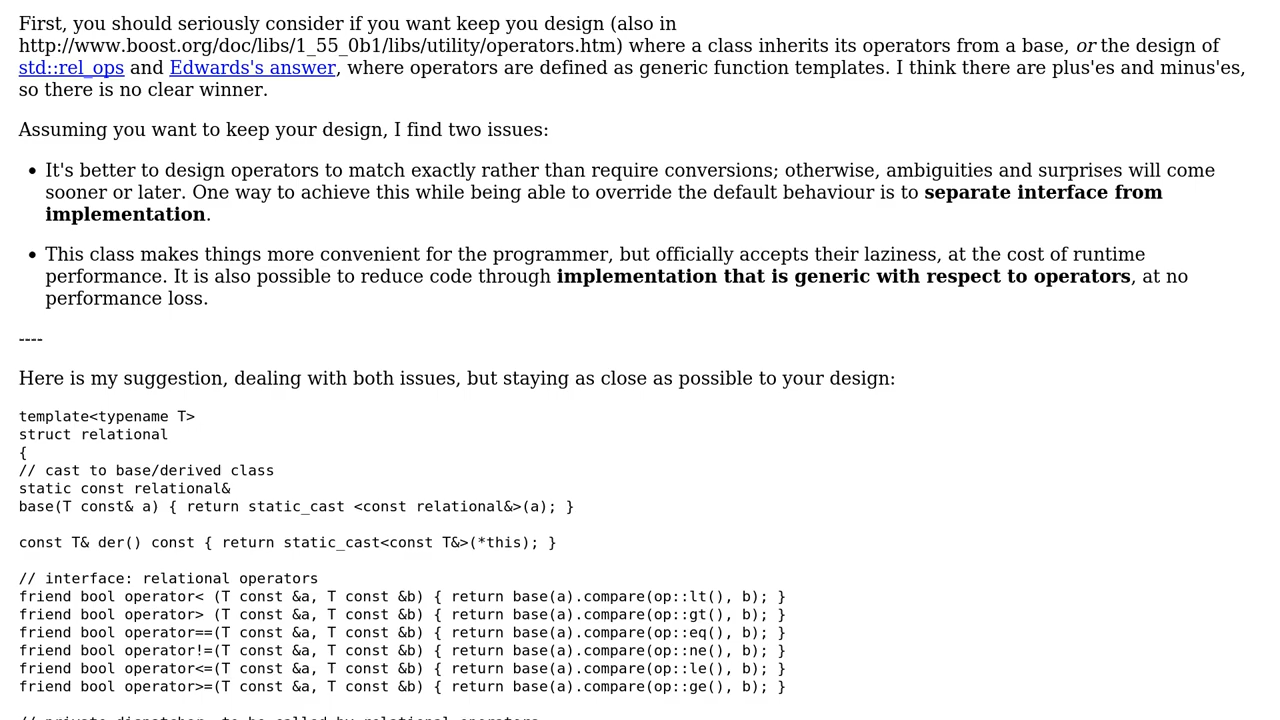 First, you should seriously consider if you want keep you design (also in
http://www.boost.org/doc/libs/1_55_0b1/libs/utility/operators.htm) where a class inherits its operators from a base, or the design of
std::rel_ops and Edwards's answer, where operators are defined as generic function templates. I think there are plus'es and minus'es,
so there is no clear winner.
Assuming you want to keep your design, I find two issues:
• It's better to design operators to match exactly rather than require conversions; otherwise, ambiguities and surprises will come
sooner or later. One way to achieve this while being able to override the default behaviour is to separate interface from
implementation.
• This class makes things more convenient for the programmer, but officially accepts their laziness, at the cost of runtime
performance. It is also possible to reduce code through implementation that is generic with respect to operators, at no
performance loss.
----
Here is my suggestion, dealing with both issues, but staying as close as possible to your design:
template<typename T>
struct relational
{
// cast to base/derived class
static const relational&
base(T const& a) { return static_cast <const relational&>(a); }
const T& der() const { return static_cast<const T&>(*this); }
// interface: relational operators
friend bool operator< (T const &a, T const &b) { return base(a).compare(op::lt(), b); }
friend bool operator> (T const &a, T const &b) { return base(a).compare(op::gt(), b); }
friend bool operator==(T const &a, T const &b) { return base(a).compare(op::eq(), b); }
friend bool operator!=(T const &a, T const &b) { return base(a).compare(op::ne(), b); }
friend bool operator<=(T const &a, T const &b) { return base(a).compare(op::le(), b); }
friend bool operator>=(T const &a, T const &b) { return base(a).compare(op::ge(), b); }
// private dispatcher, to be called by relational operators